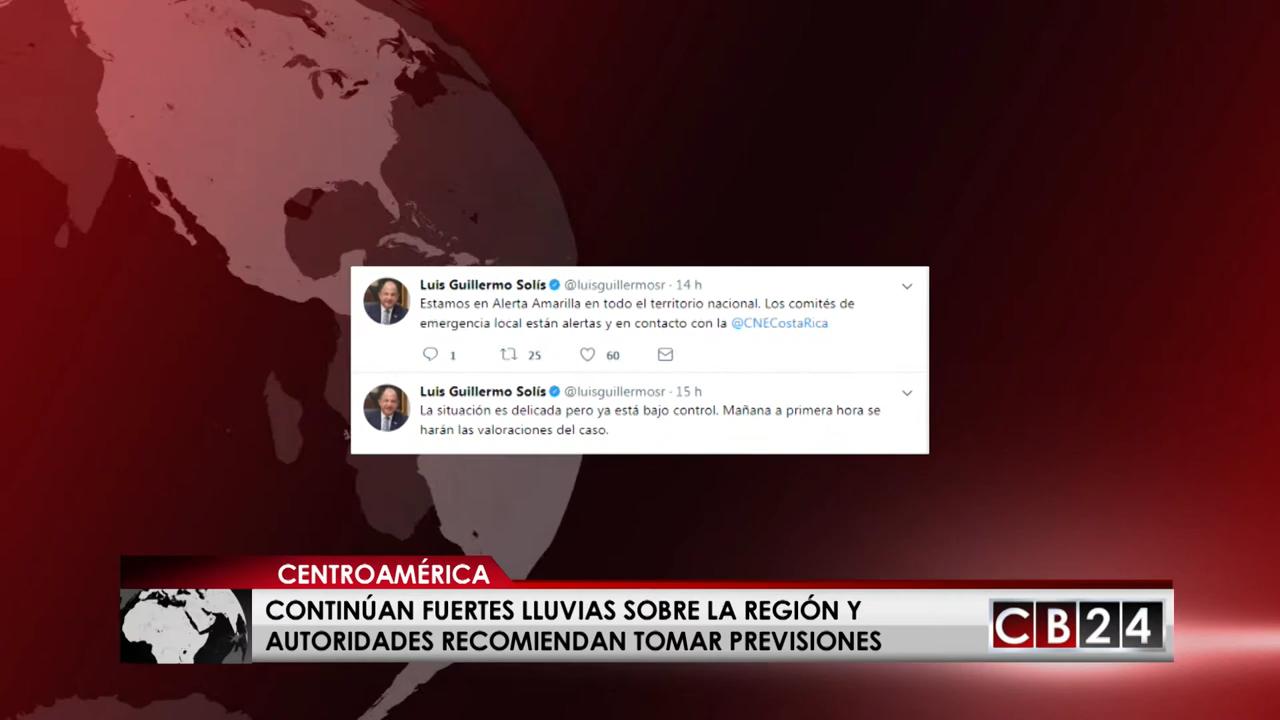 Luis Guillermo Solís @luisguillermosr · 14 h
Estamos en Alerta Amarilla en todo el territorio nacional. Los comités de
emergencia local están alertas y en contacto con la @CNECostaRica
1 25 60
Luis Guillermo Solís @luisguillermosr · 15 h
La situación es delicada pero ya está bajo control. Mañana a primera hora se
harán las valoraciones del caso.
CENTROAMÉRICA
CONTINÚAN FUERTES LLUVIAS SOBRE LA REGIÓN Y
AUTORIDADES RECOMIENDAN TOMAR PREVISIONES
CB24